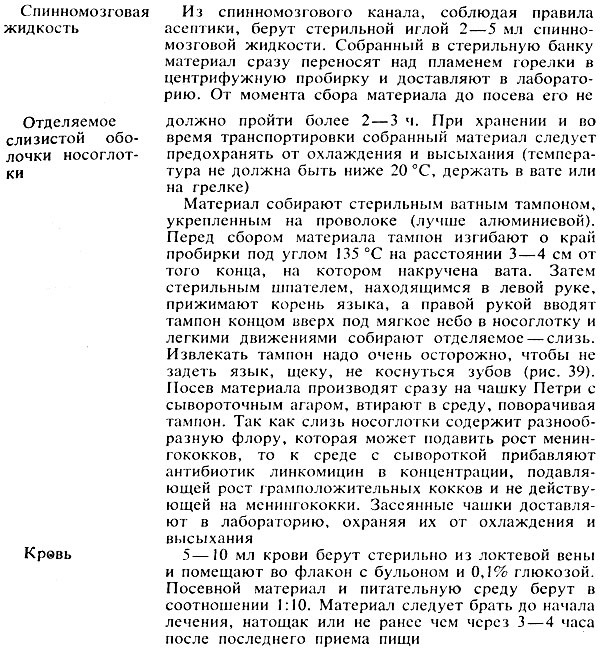 Спинномозговая
жидкость
Из спинномозгового канала, соблюдая правила
асептики, берут стерильной иглой 2—5 мл спинно-
мозговой жидкости. Собранный в стерильную банку
материал сразу переносят над пламенем горелки в
центрифужную пробирку и доставляют в лаборато-
рию. От момента сбора материала до посева его не
должно пройти более 2—3 ч. При хранении и во
время транспортировки собранный материал следует
предохранять от охлаждения и высыхания (темпера-
тура не должна быть ниже 20 °С, держать в вате или
на грелке)
Отделяемое
слизистой обо-
лочки носоглот-
ки
Материал собирают стерильным ватным тампоном,
укрепленным на проволоке (лучше алюминиевой).
Перед сбором материала тампон изгибают о край
пробирки под углом 135 °С на расстоянии 3—4 см от
того конца, на котором накручена вата. Затем
стерильным шпателем, находящимся в левой руке,
прижимают корень языка, а правой рукой вводят
тампон концом вверх под мягкое небо в носоглотку и
легкими движениями собирают отделяемое — слизь.
Извлекать тампон надо очень осторожно, чтобы не
задеть язык, щеку, не коснуться зубов (рис. 39).
Посев материала производят сразу на чашку Петри с
сывороточным агаром, втирают в среду, поворачивая
тампон. Так как слизь носоглотки содержит разнооб-
разную флору, которая может подавить рост менин-
гококков, то к среде с сывороткой прибавляют
антибиотик линкомицин в концентрации, подавля-
ющей рост грамположительных кокков и не действу-
ющей на менингококки. Засеянные чашки доставля-
ют в лабораторию, охраняя их от охлаждения и
высыхания
Кровь
5—10 мл крови берут стерильно из локтевой вены
и помещают во флакон с бульоном и 0,1% глюкозой.
Посевной материал и питательную среду берут в
соотношении 1:10. Материал следует брать до начала
лечения, натощак или не ранее чем через 3—4 часа
после последнего приема пищи